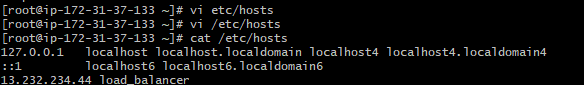 [root@ip-172-31-37-133 ~]# vi etc/hosts
[root@ip-172-31-37-133 ~]# vi /etc/hosts
[root@ip-172-31-37-133 ~]# cat /etc/hosts
127.0.0.1   localhost localhost.localdomain localhost4 localhost4.localdomain4
::1         localhost6 localhost6.localdomain6
13.232.234.44 load_balancer